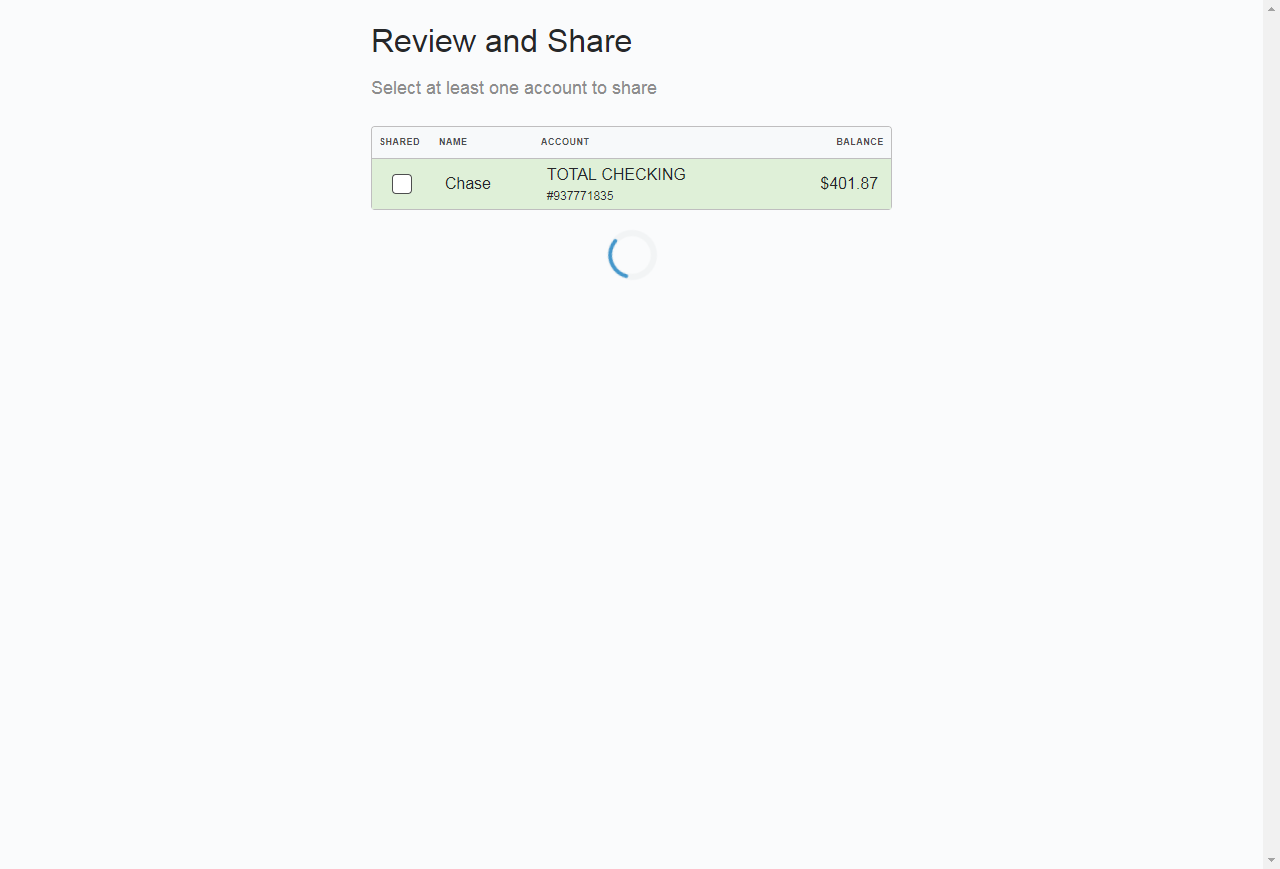 Review and Share
Select at least one account to share
SHARED NAME ACCOUNT BALANCE
Chase TOTAL CHECKING $401.87
#937771835